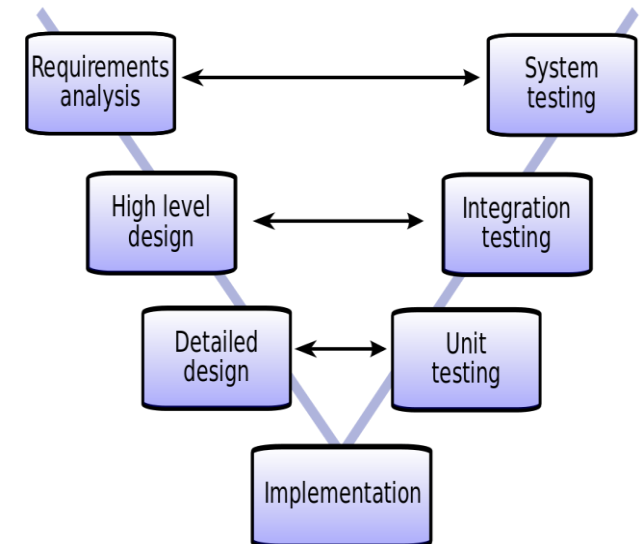 Requirements
analysis
System
testing
High level
design
Integration
testing
Detailed
design
Unit
testing
Implementation